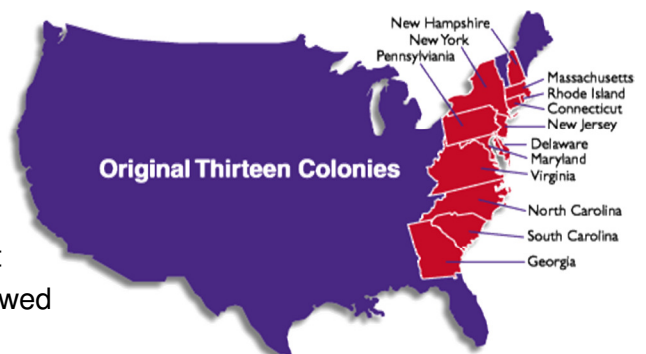 New Hampshire
New York
Pennsylviania
Massachusetts
Rhode Island
Connecticut
New Jersey
Delaware
Maryland
Virginia
Original Thirteen Colonies
North Carolina
South Carolina
Georgia
wed